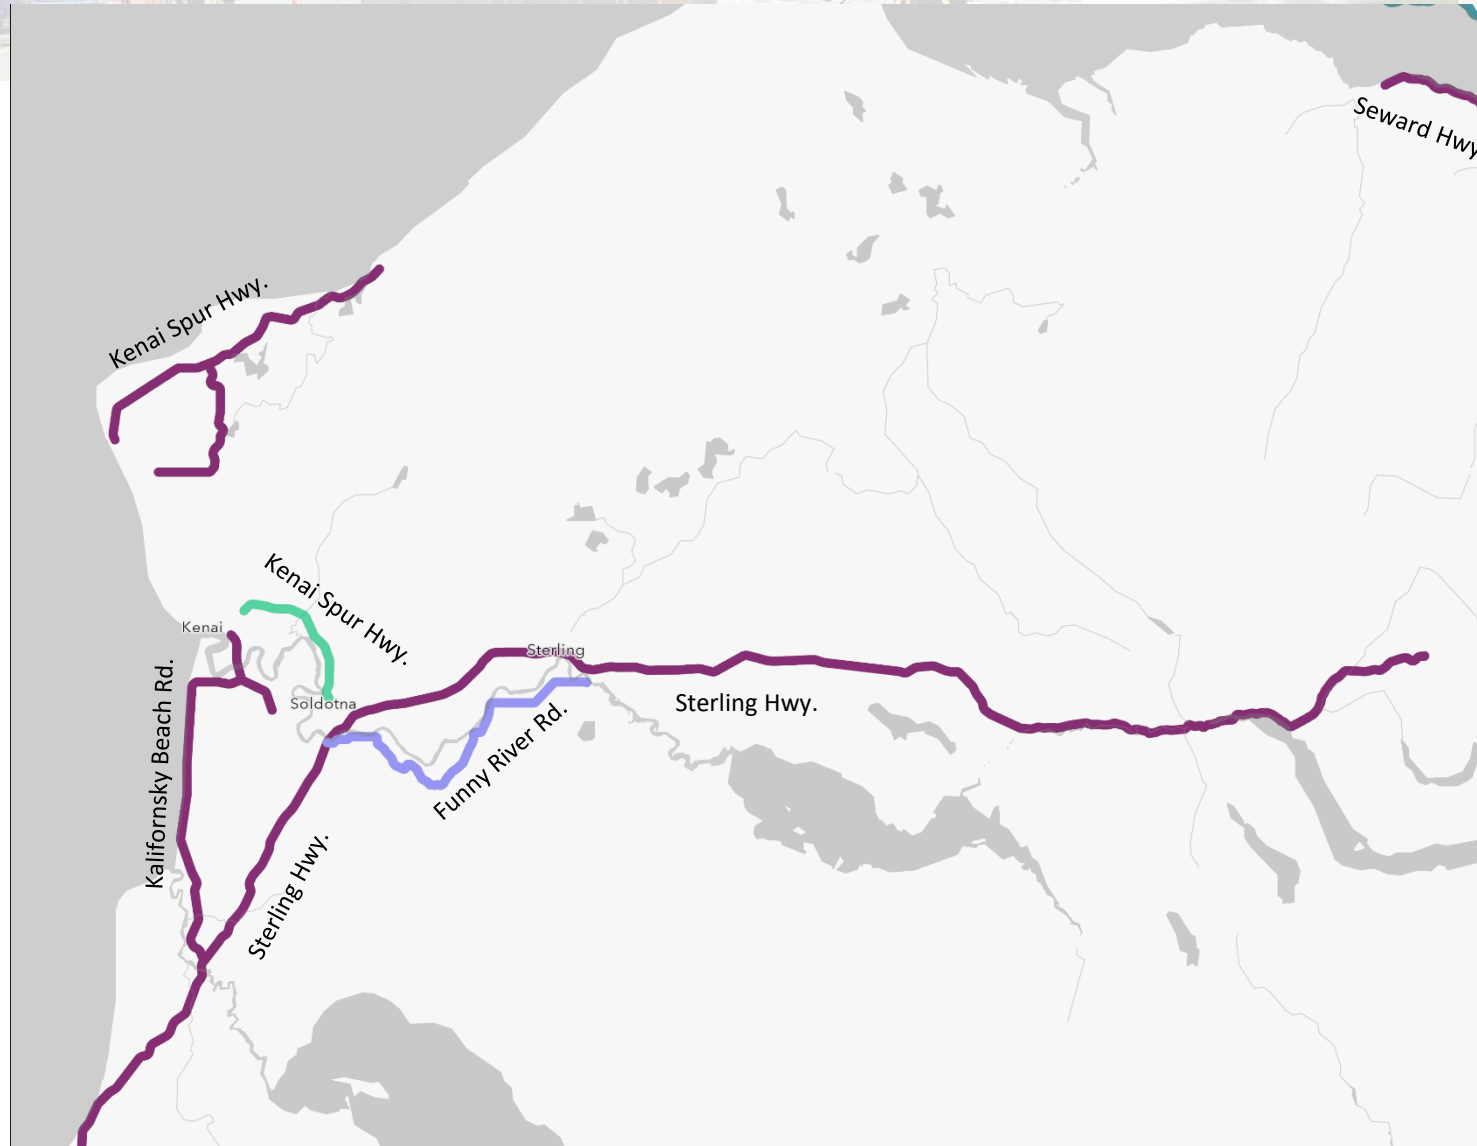 Seward Hwy
Kenai Spur Hwy.
Kenai Spur Hwy.
Kenai
Sterling
Kalifornsky Beach Rd.
Soldotna
Sterling Hwy.
Funny River Rd.
Sterling Hwy.